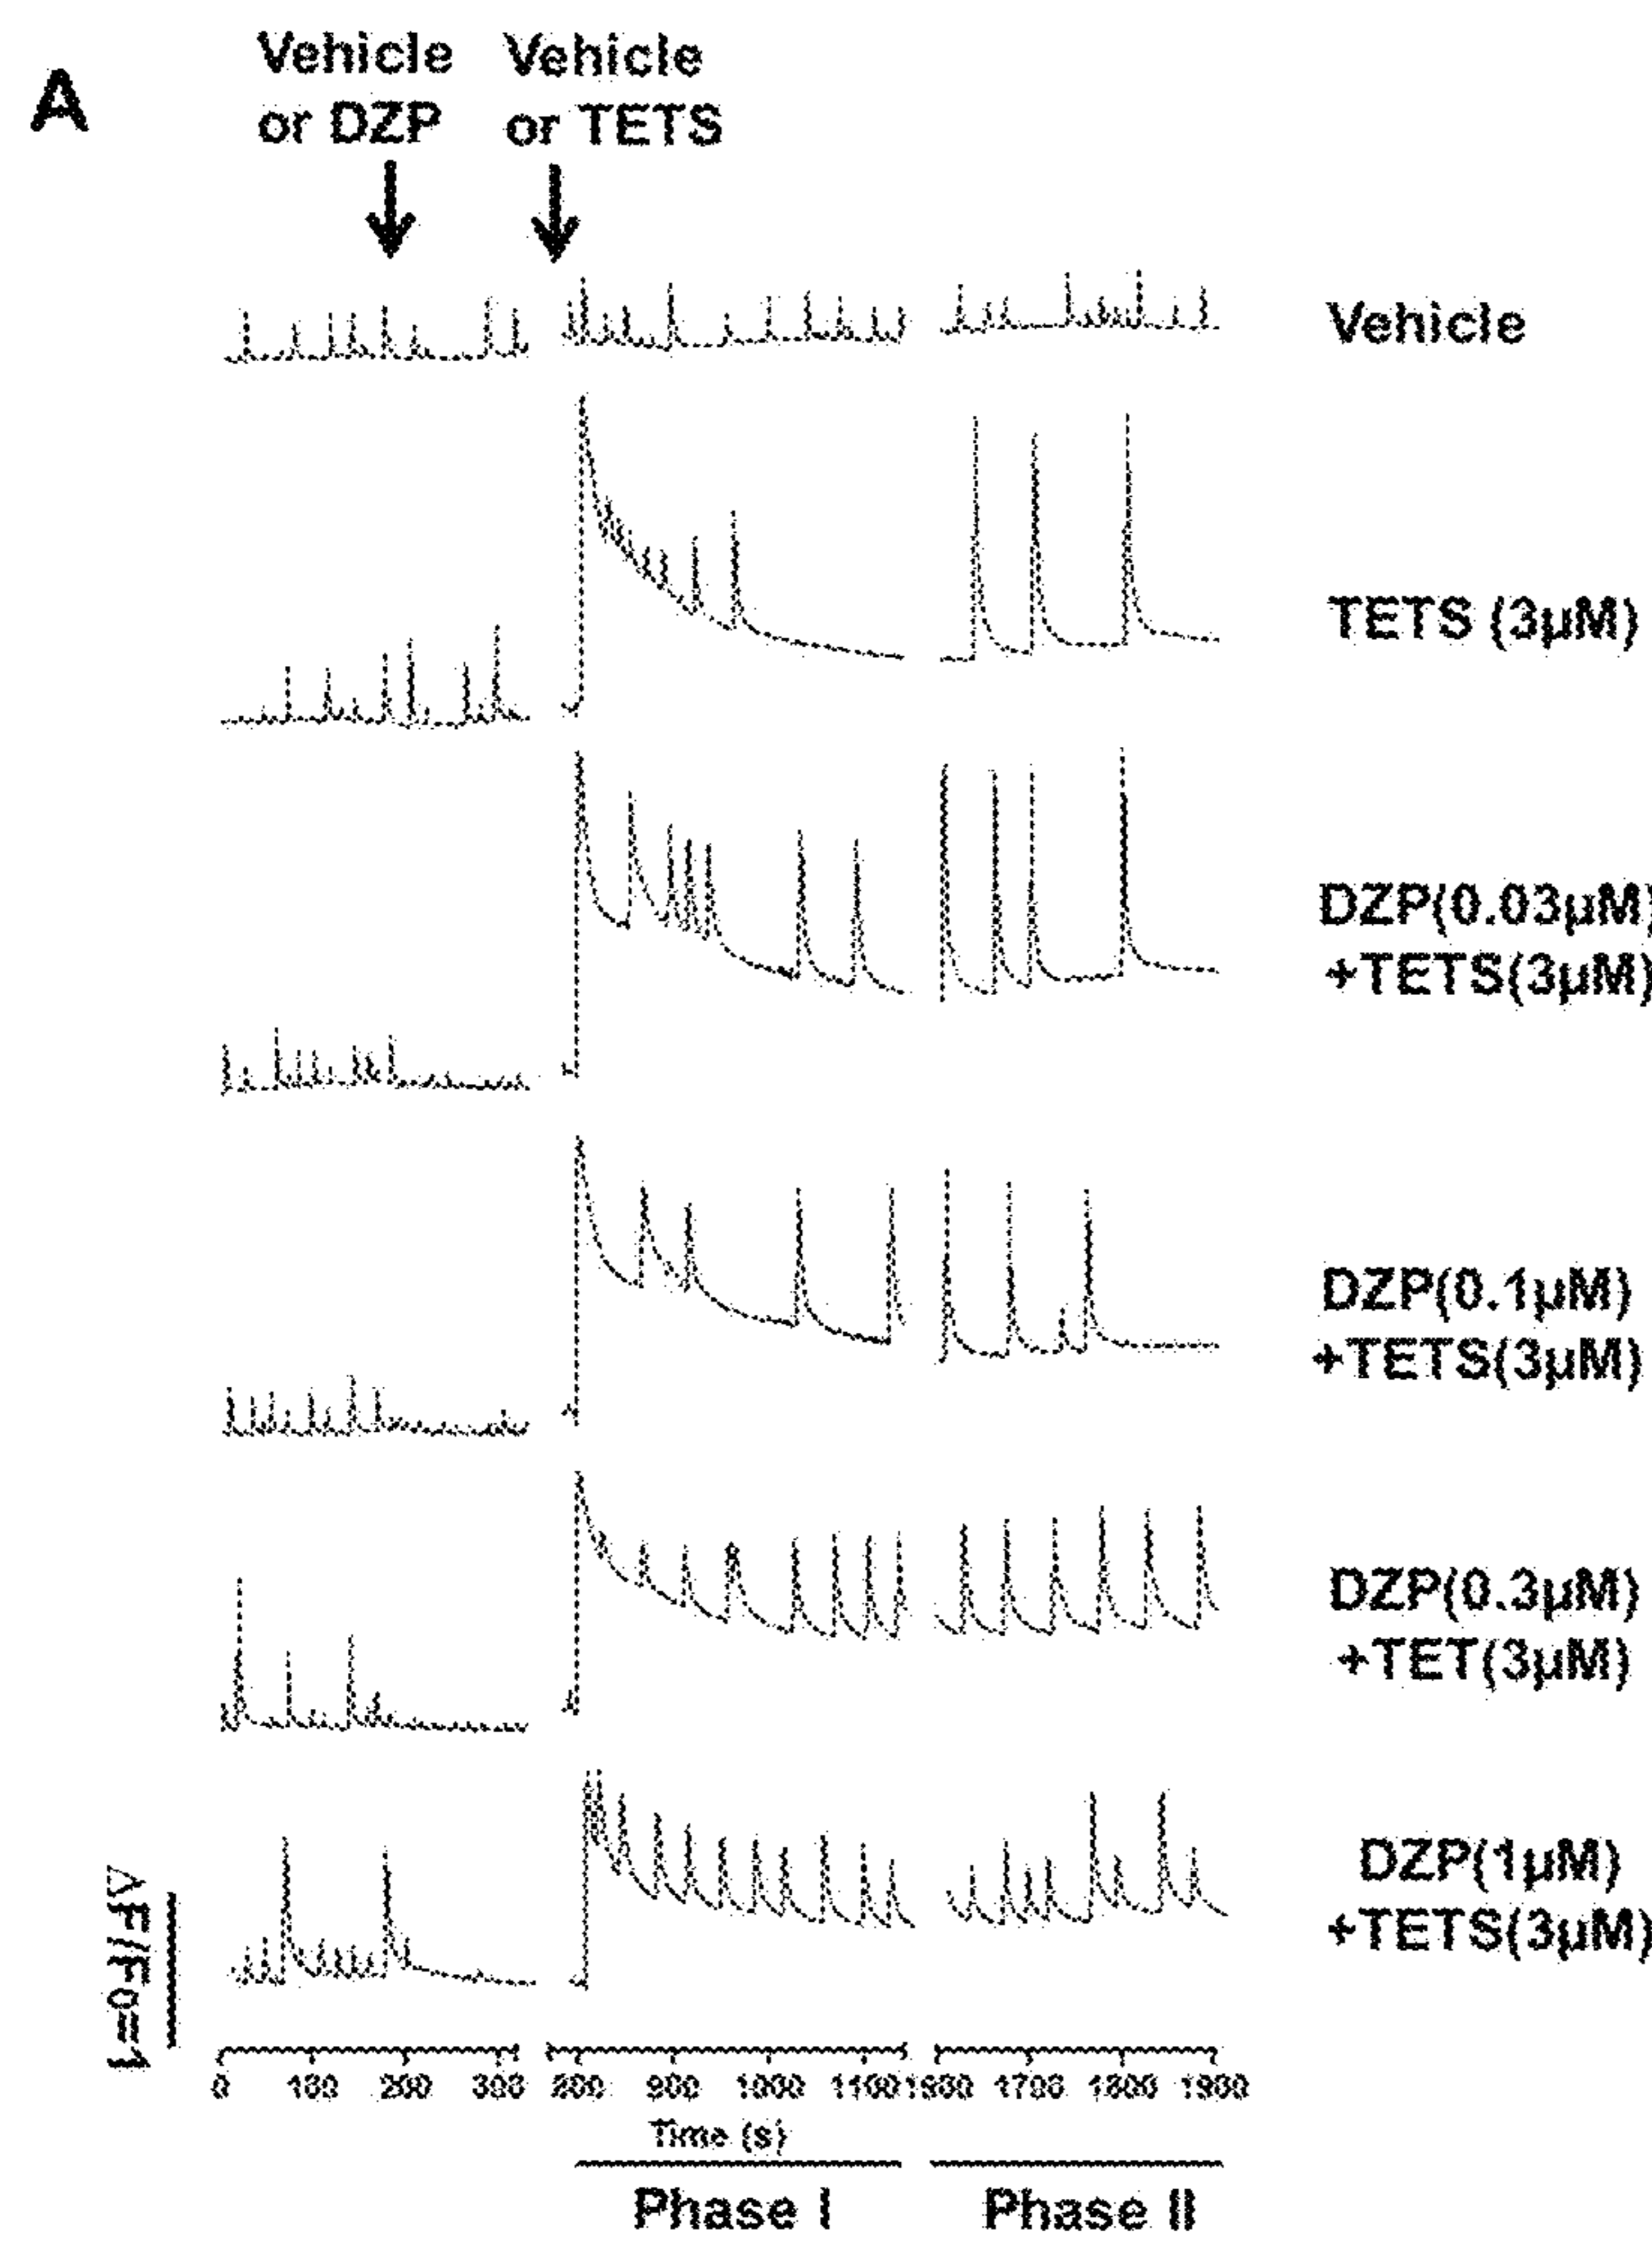 A
Vehicle
or DZP
Vehicle
or TETS
Vehicle
TETS (3µM)
DZP(0.03µM)
+TETS(3µM)
DZP(0.1µM)
+TETS(3µM)
DZP(0.3µM)
+TET(3µM)
DZP(1µM)
+TETS(3µM)
ΔF/F0=1
0 100 200 300 800 900 1000 1100 1600 1700 1800 1900
Time (s)
Phase I Phase II